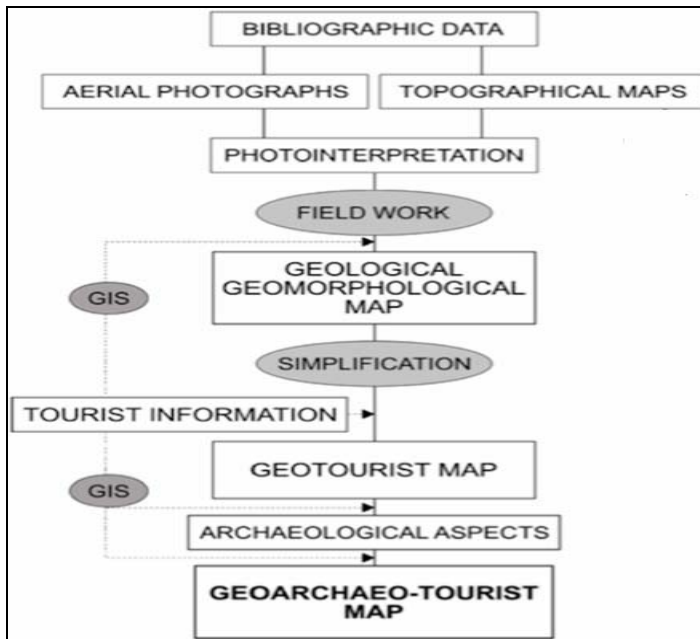 BIBLIOGRAPHIC DATA
AERIAL PHOTOGRAPHS
TOPOGRAPHICAL MAPS
PHOTOINTERPRETATION
FIELD WORK
GEOLOGICAL
GEOMORPHOLOGICAL
MAP
GIS
SIMPLIFICATION
TOURIST INFORMATION
GEOTOURIST MAP
GIS
ARCHAEOLOGICAL ASPECTS
GEOARCHAEO-TOURIST
MAP